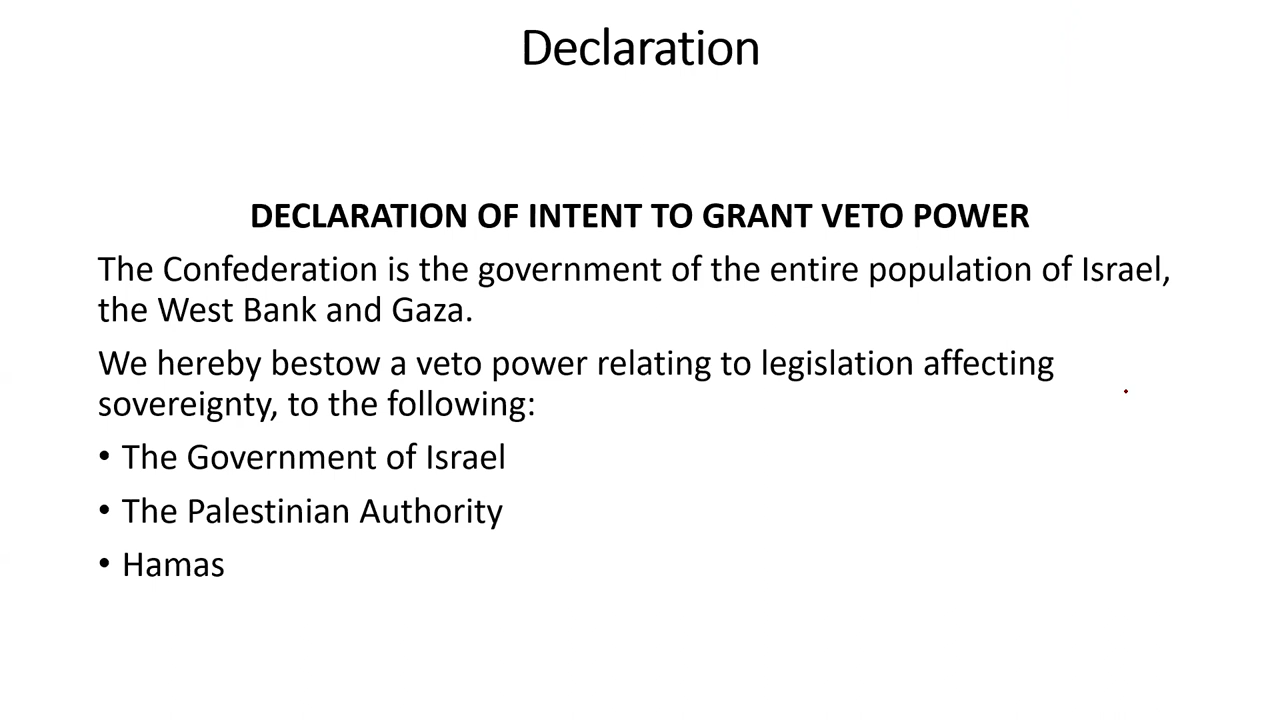 Declaration
DECLARATION OF INTENT TO GRANT VETO POWER
The Confederation is the government of the entire population of Israel,
the West Bank and Gaza.
We hereby bestow a veto power relating to legislation affecting
sovereignty, to the following:
• The Government of Israel
• The Palestinian Authority
• Hamas